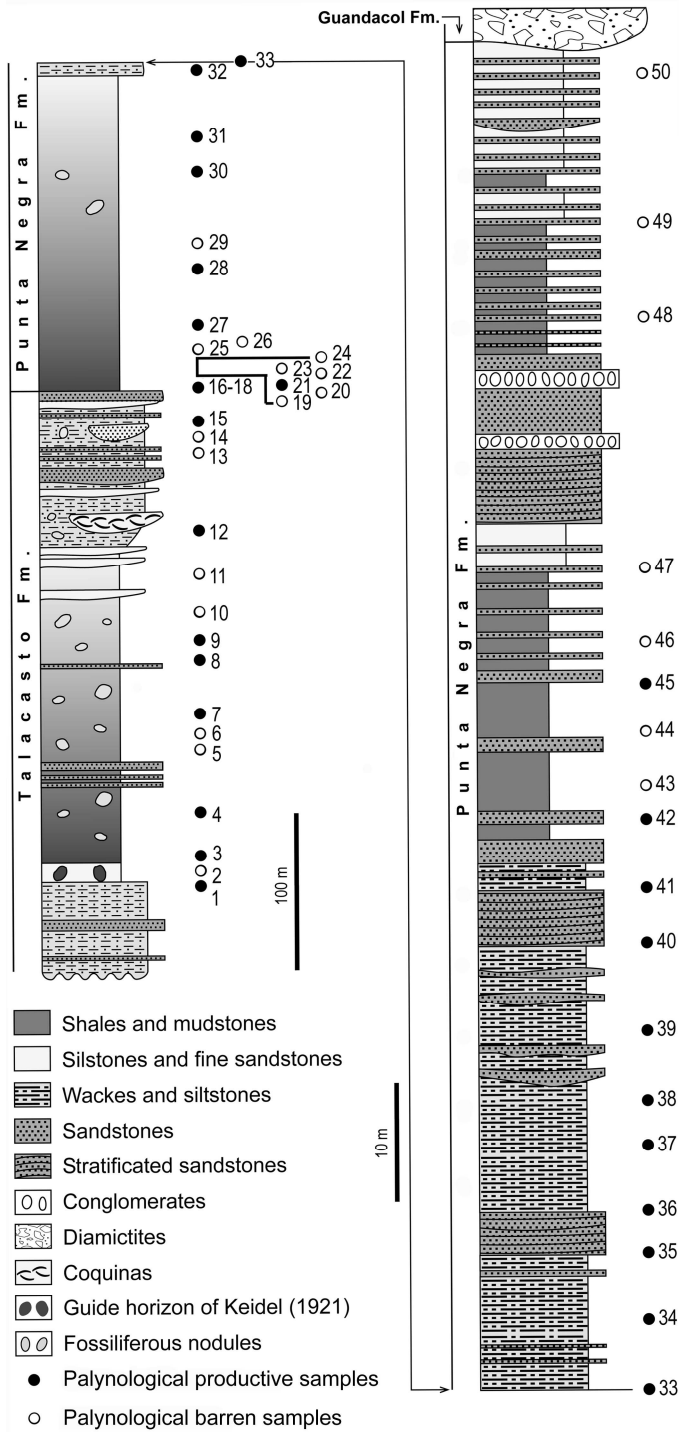 Guandacol Fm.
Punta Negra Fm.
33
32
31
30
29
28
27
26
25
24
23
22
16-18
21
20
19
15
14
13
12
11
10
9
8
7
6
5
4
3
2
1
Talacasto Fm.
100 m
Shales and mudstones
Silstones and fine sandstones
Wackes and siltstones
Sandstones
Stratificated sandstones
Conglomerates
Diamictites
Coquinas
Guide horizon of Keidel (1921)
Fossiliferous nodules
Palynological productive samples
Palynological barren samples
10 m
Punta Negra Fm.
50
49
48
47
46
45
44
43
42
41
40
39
38
37
36
35
34
33